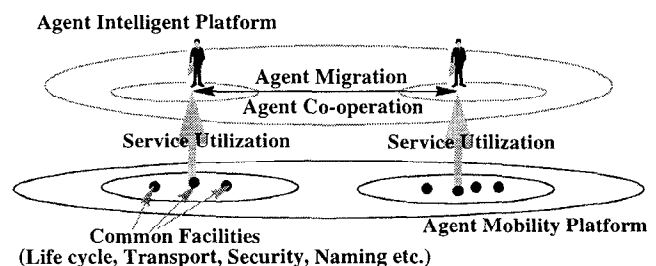 Agent Intelligent Platform
Agent Migration
Agent Co-operation
Service Utilization
Service Utilization
Agent Mobility Platform
Common Facilities
(Life cycle, Transport, Security, Naming etc.)